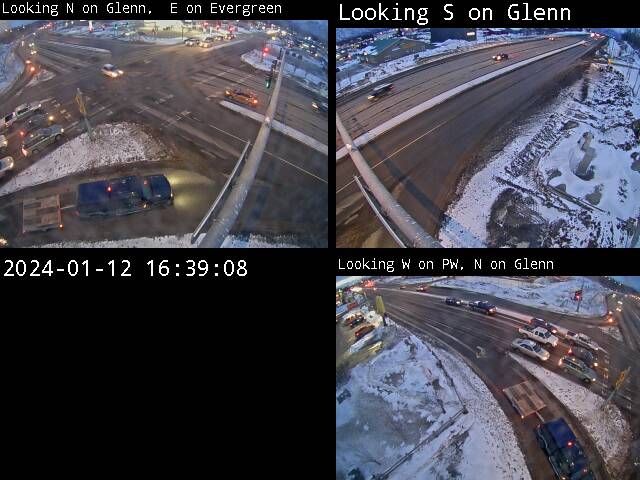 Looking N on Glenn,  E on Evergreen
Looking S on Glenn
2024-01-12 16:39:08
Looking W on PW, N on Glenn